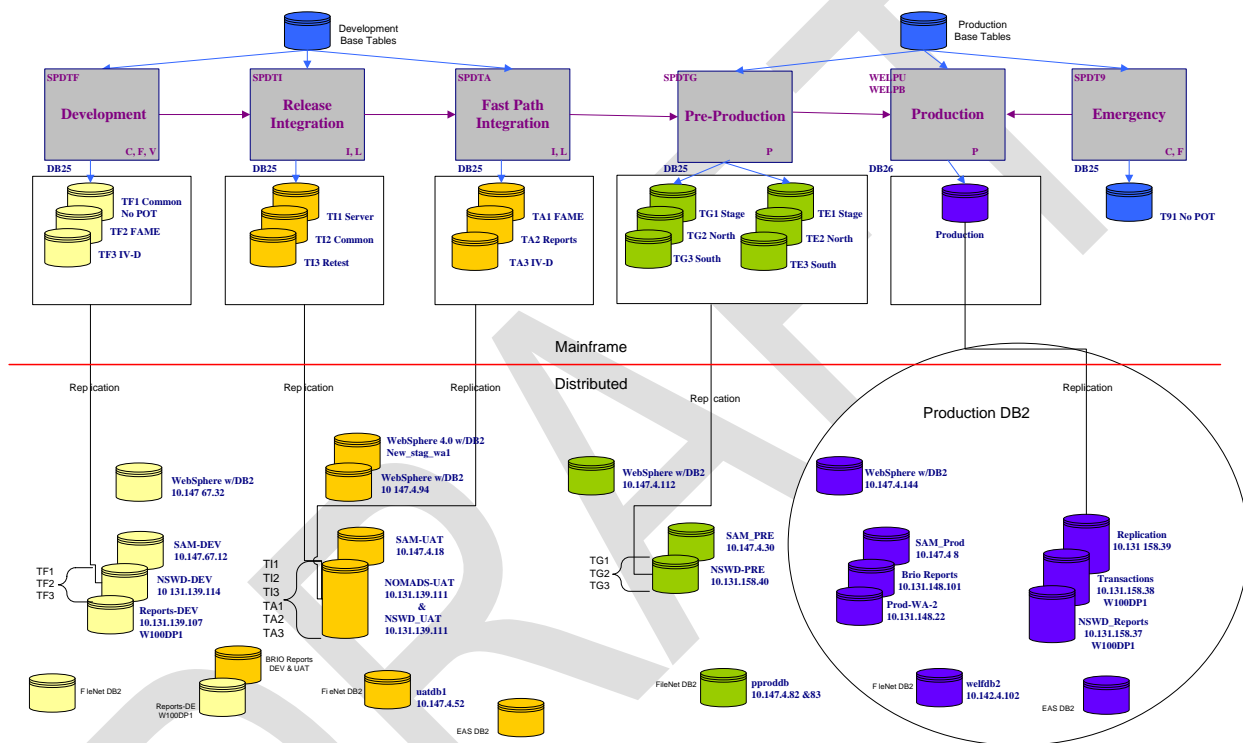 Development
Base Tables
Production
Base Tables
SPDTF
Development
C, F, V
SPDTI
Release
Integration
I, L
SPDTA
Fast Path
Integration
I, L
SPDTG
Pre-Production
P
WELPU
WELPB
Production
P
SPDT9
Emergency
C, F
DB25
DB25
DB25
DB25
DB26
DB25
TF1 Common
No POT
TF2 FAME
TF3 IV-D
TI1 Server
TI2 Common
TI3 Retest
TA1 FAME
TA2 Reports
TA3 IV-D
TG1 Stage
TG2 North
TG3 South
TE1 Stage
TE2 North
TE3 South
Production
T91 No POT
Mainframe
Distributed
Replication
Replication
Replication
Replication
Replication
Production DB2
WebSphere w/DB2
10.147 67.32
SAM-DEV
10.147.67.12
TF1
TF2
TF3
NSWD-DEV
10 131.139.114
Reports-DEV
10.131.139.107
W100DP1
WebSphere 4.0 w/DB2
New_stag_wa1
WebSphere w/DB2
10 147.4.94
SAM-UAT
10.147.4.18
TI1
TI2
TI3
TA1
TA2
TA3
NOMADS-UAT
10.131.139.111
&
NSWD_UAT
10.131.139.111
WebSphere w/DB2
10.147.4.112
SAM_PRE
10.147.4.30
TG1
TG2
TG3
NSWD-PRE
10.131.158.40
WebSphere w/DB2
10.147.4.144
SAM_Prod
10.147.4 8
Brio Reports
10.131.148.101
Prod-WA-2
10.131.148.22
Replication
10.131 158.39
Transactions
10.131.158.38
W100DP1
NSWD_Reports
10.131.158.37
W100DP1
F leNet DB2
BRIO Reports
DEV & UAT
Reports-DE
W100DP1
Fi eNet DB2
uatdb1
10.147.4.52
EAS DB2
FileNet DB2
pproddb
10.147.4.82 &83
F leNet DB2
welfdb2
10.142.4.102
EAS DB2
DRAFT